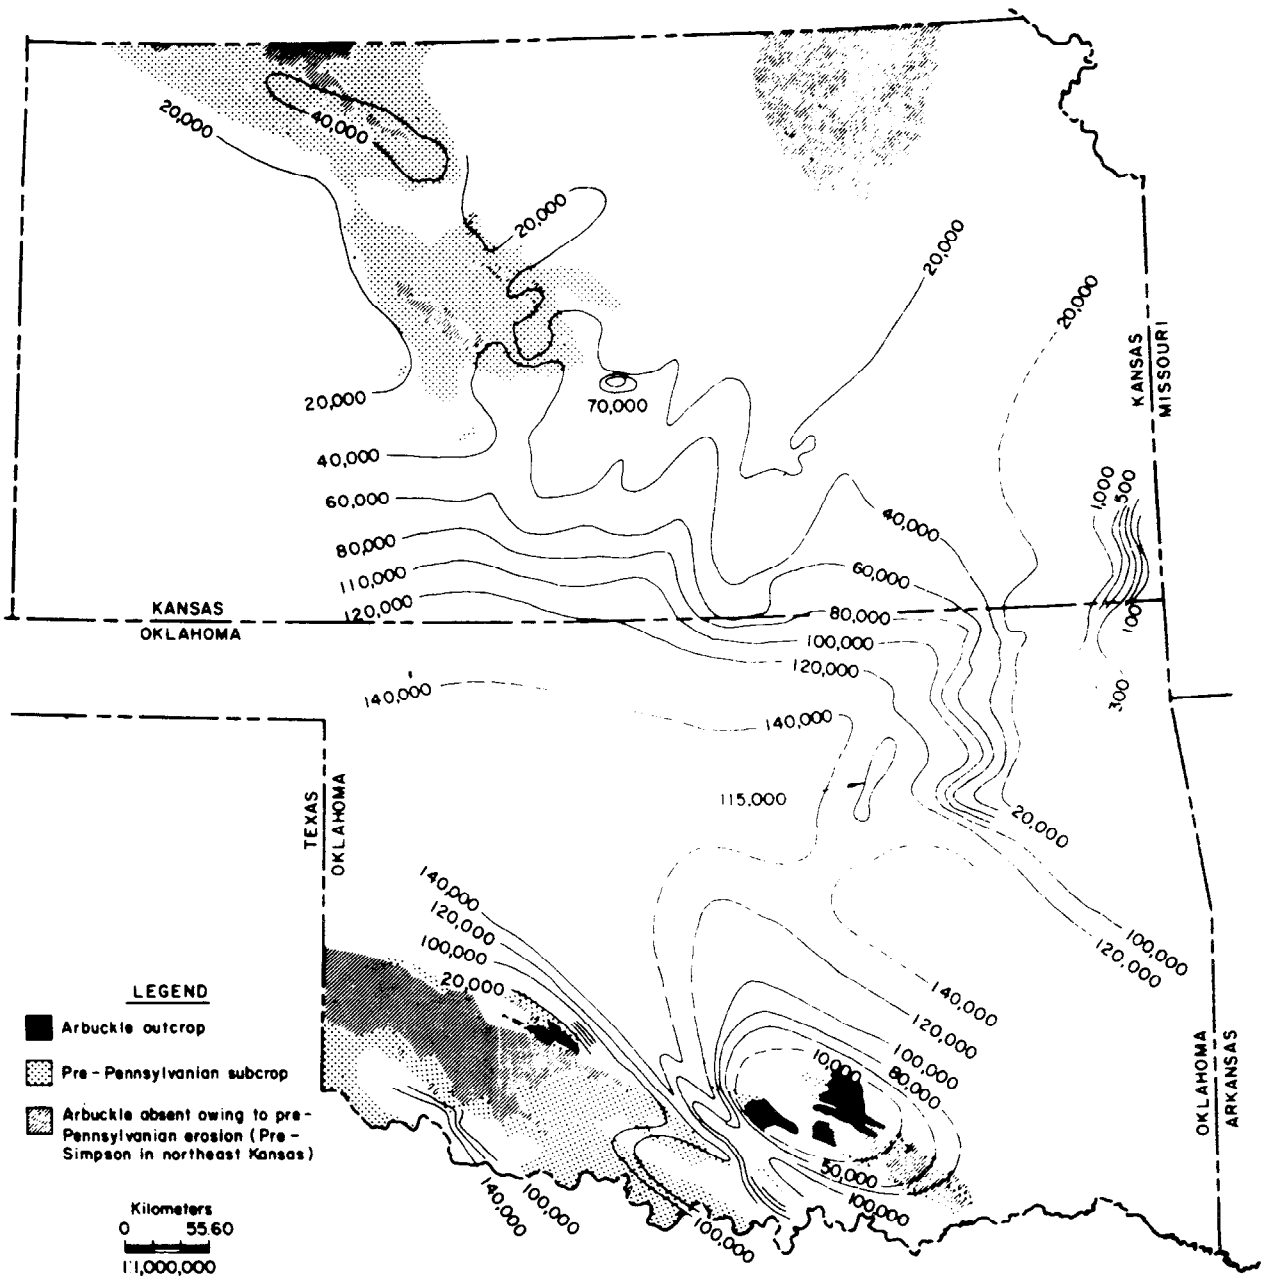 20,000
40,000
20,000
20,000
20,000
KANSAS
MISSOURI
20,000
70,000
40,000
1,000
500
60,000
40,000
80,000
60,000
110,000
120,000
KANSAS
OKLAHOMA
80,000
100
100,000
120,000
140,000
300
140,000
TEXAS
OKLAHOMA
115,000
20,000
140,000
120,000
100,000
20,000
100,000
120,000
140,000
120,000
100,000
80,000
10,000
OKLAHOMA
ARKANSAS
50,000
100,000
140,000
100,000
100,000
LEGEND
Arbuckle outcrop
Pre-Pennsylvanian subcrop
Arbuckle absent owing to pre-
Pennsylvanian erosion (Pre-
Simpson in northeast Kansas)
Kilometers
0 55.60
1:1,000,000